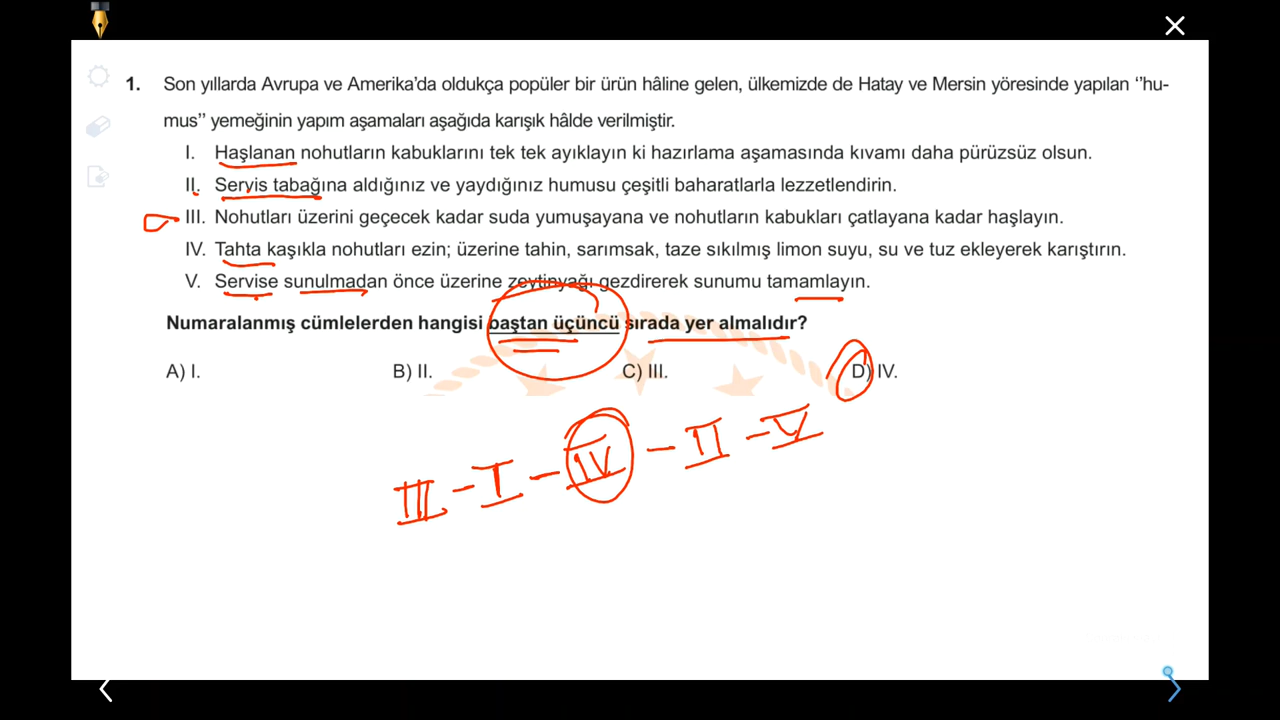 1. Son yıllarda Avrupa ve Amerika’da oldukça popüler bir ürün hâline gelen, ülkemizde de Hatay ve Mersin yöresinde yapılan ‘’hu-
mus’’ yemeğinin yapım aşamaları aşağıda karışık hâlde verilmiştir.
I. Haşlanan nohutların kabuklarını tek tek ayıklayın ki hazırlama aşamasında kıvamı daha pürüzsüz olsun.
II. Servis tabağına aldığınız ve yaydığınız humusu çeşitli baharatlarla lezzetlendirin.
III. Nohutları üzerini geçecek kadar suda yumuşayana ve nohutların kabukları çatlayana kadar haşlayın.
IV. Tahta kaşıkla nohutları ezin; üzerine tahin, sarımsak, taze sıkılmış limon suyu, su ve tuz ekleyerek karıştırın.
V. Servise sunulmadan önce üzerine zeytinyağı gezdirerek sunumu tamamlayın.
Numaralanmış cümlelerden hangisi baştan üçüncü sırada yer almalıdır?
A) I. B) II. C) III. D) IV.
III - I - IV - II - V